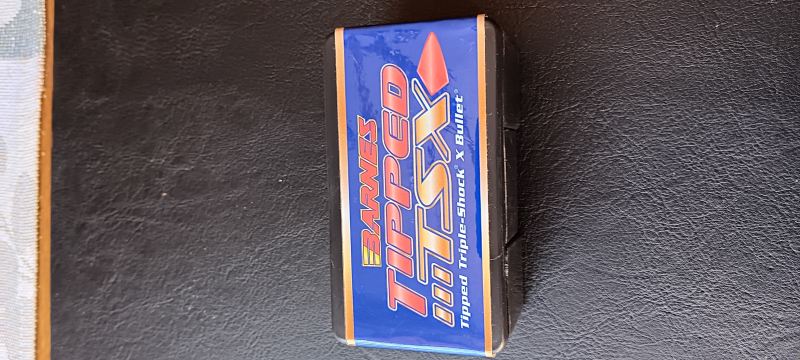 BARNES
TIPPED
TSX
Tipped Triple-Shock® X Bullet®